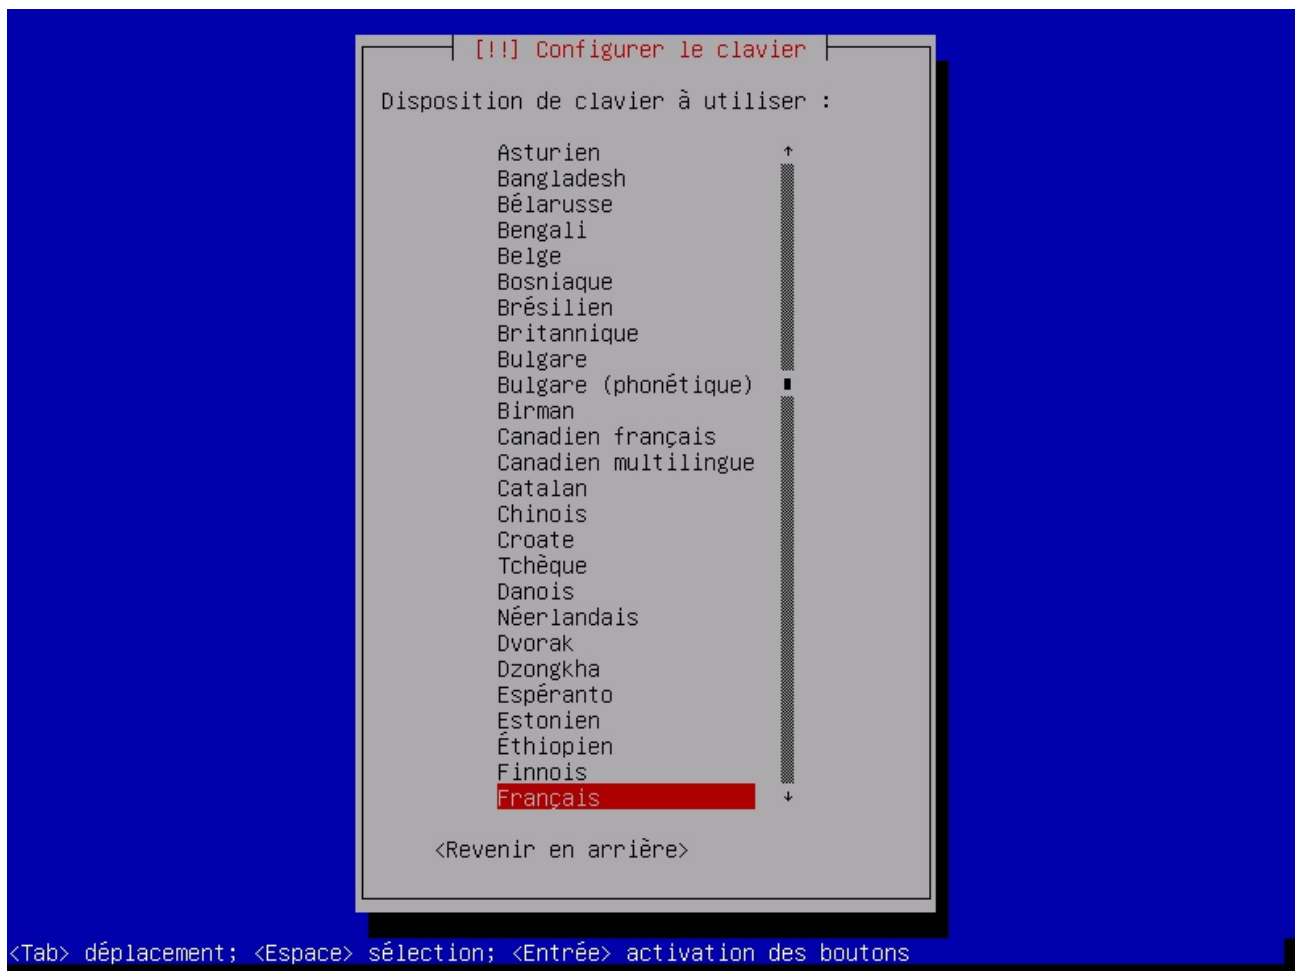 [!!] Configurer le clavier
Disposition de clavier à utiliser :
Asturien
Bangladesh
Bélarusse
Bengali
Belge
Bosniaque
Brésilien
Britannique
Bulgare
Bulgare (phonétique)
Birman
Canadien français
Canadien multilingue
Catalan
Chinois
Croate
Tchèque
Danois
Néerlandais
Dvorak
Dzongkha
Espéranto
Estonien
Éthiopien
Finnois
Français
<Revenir en arrière>
<Tab> déplacement; <Espace> sélection; <Entrée> activation des boutons